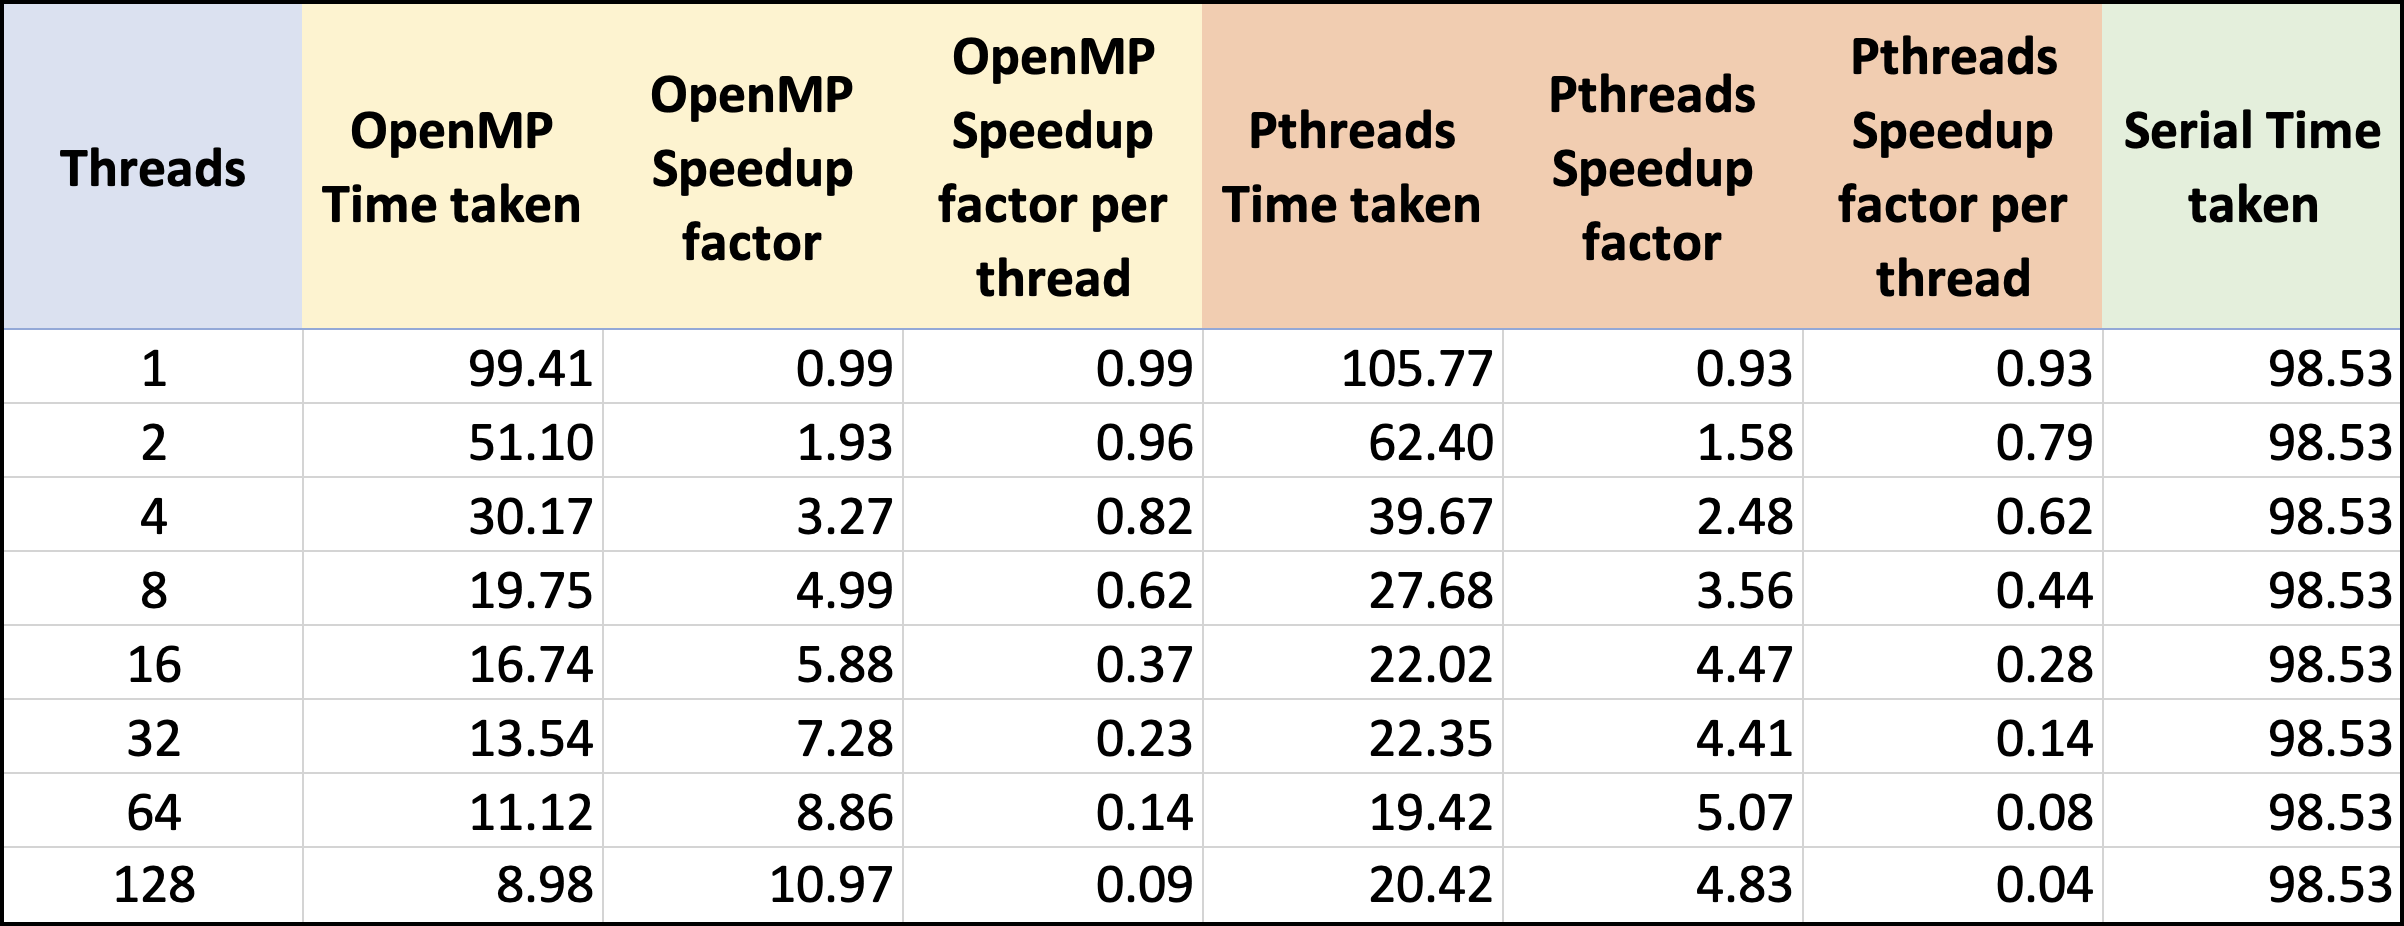 Threads OpenMP Time taken OpenMP Speedup factor OpenMP Speedup factor per thread Pthreads Time taken Pthreads Speedup factor Pthreads Speedup factor per thread Serial Time taken
1 99.41 0.99 0.99 105.77 0.93 0.93 98.53
2 51.10 1.93 0.96 62.40 1.58 0.79 98.53
4 30.17 3.27 0.82 39.67 2.48 0.62 98.53
8 19.75 4.99 0.62 27.68 3.56 0.44 98.53
16 16.74 5.88 0.37 22.02 4.47 0.28 98.53
32 13.54 7.28 0.23 22.35 4.41 0.14 98.53
64 11.12 8.86 0.14 19.42 5.07 0.08 98.53
128 8.98 10.97 0.09 20.42 4.83 0.04 98.53